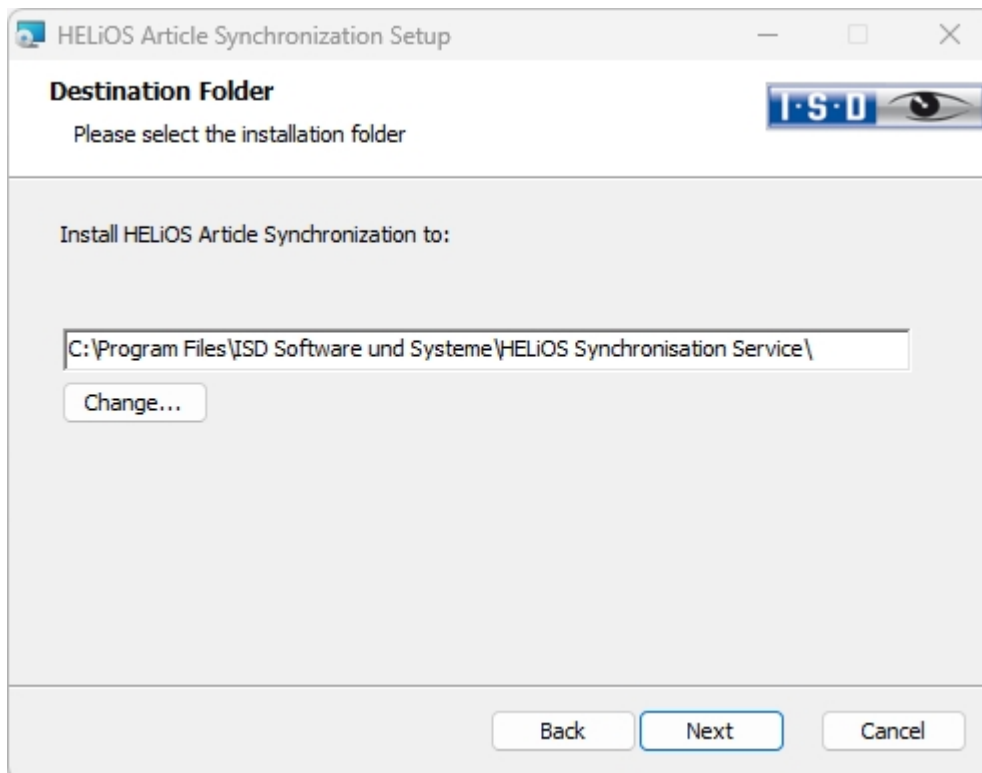 HELiOS Article Synchronization Setup
Destination Folder
Please select the installation folder
I·S·D
Install HELiOS Article Synchronization to:
C:\Program Files\ISD Software und Systeme\HELiOS Synchronisation Service\
Change...
Back Next Cancel